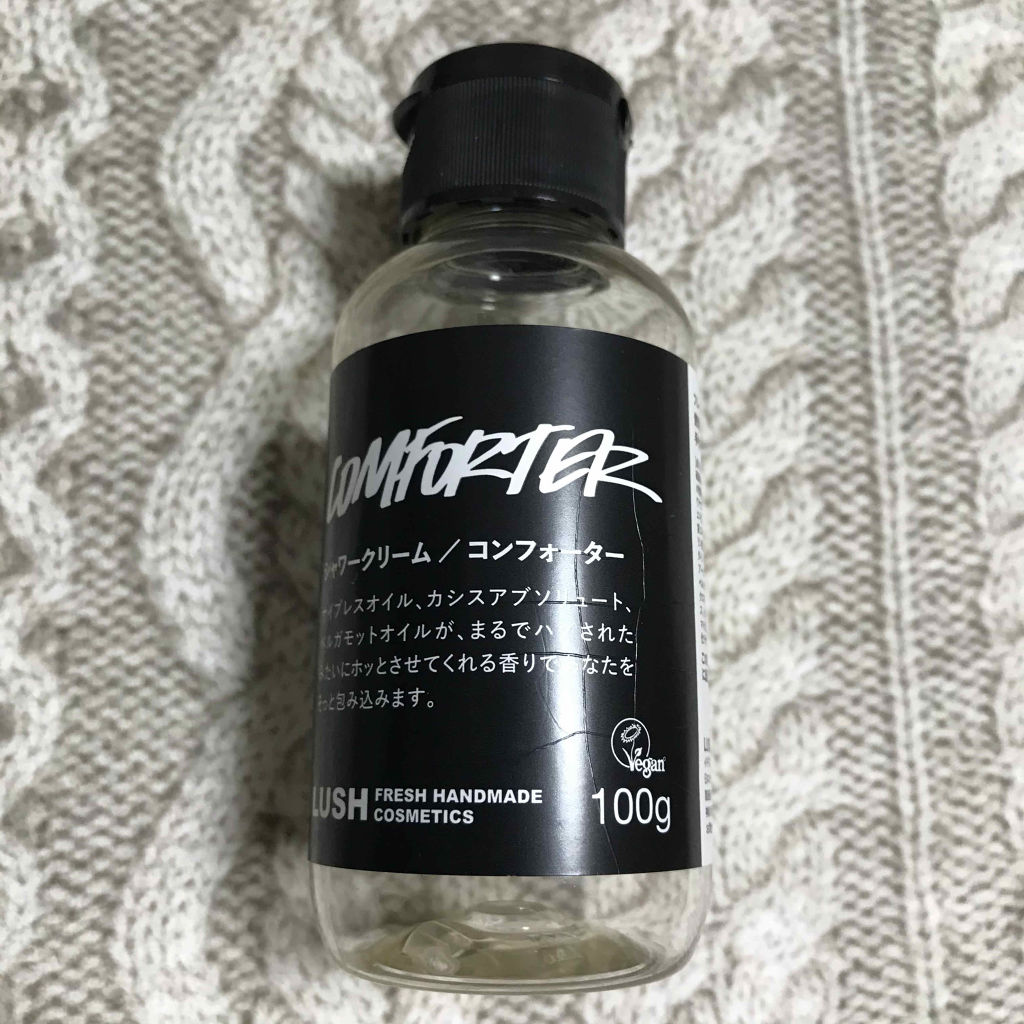 COMFORTER
シャワークリーム / コンフォーター
イプレスオイル、カシスアブソリュート、
ベルガモットオイルが、まるでハグされた
みたいにホッとさせてくれる香りであなたを
そっと包み込みます。
Vegan
LUSH FRESH HANDMADE
COSMETICS
100g